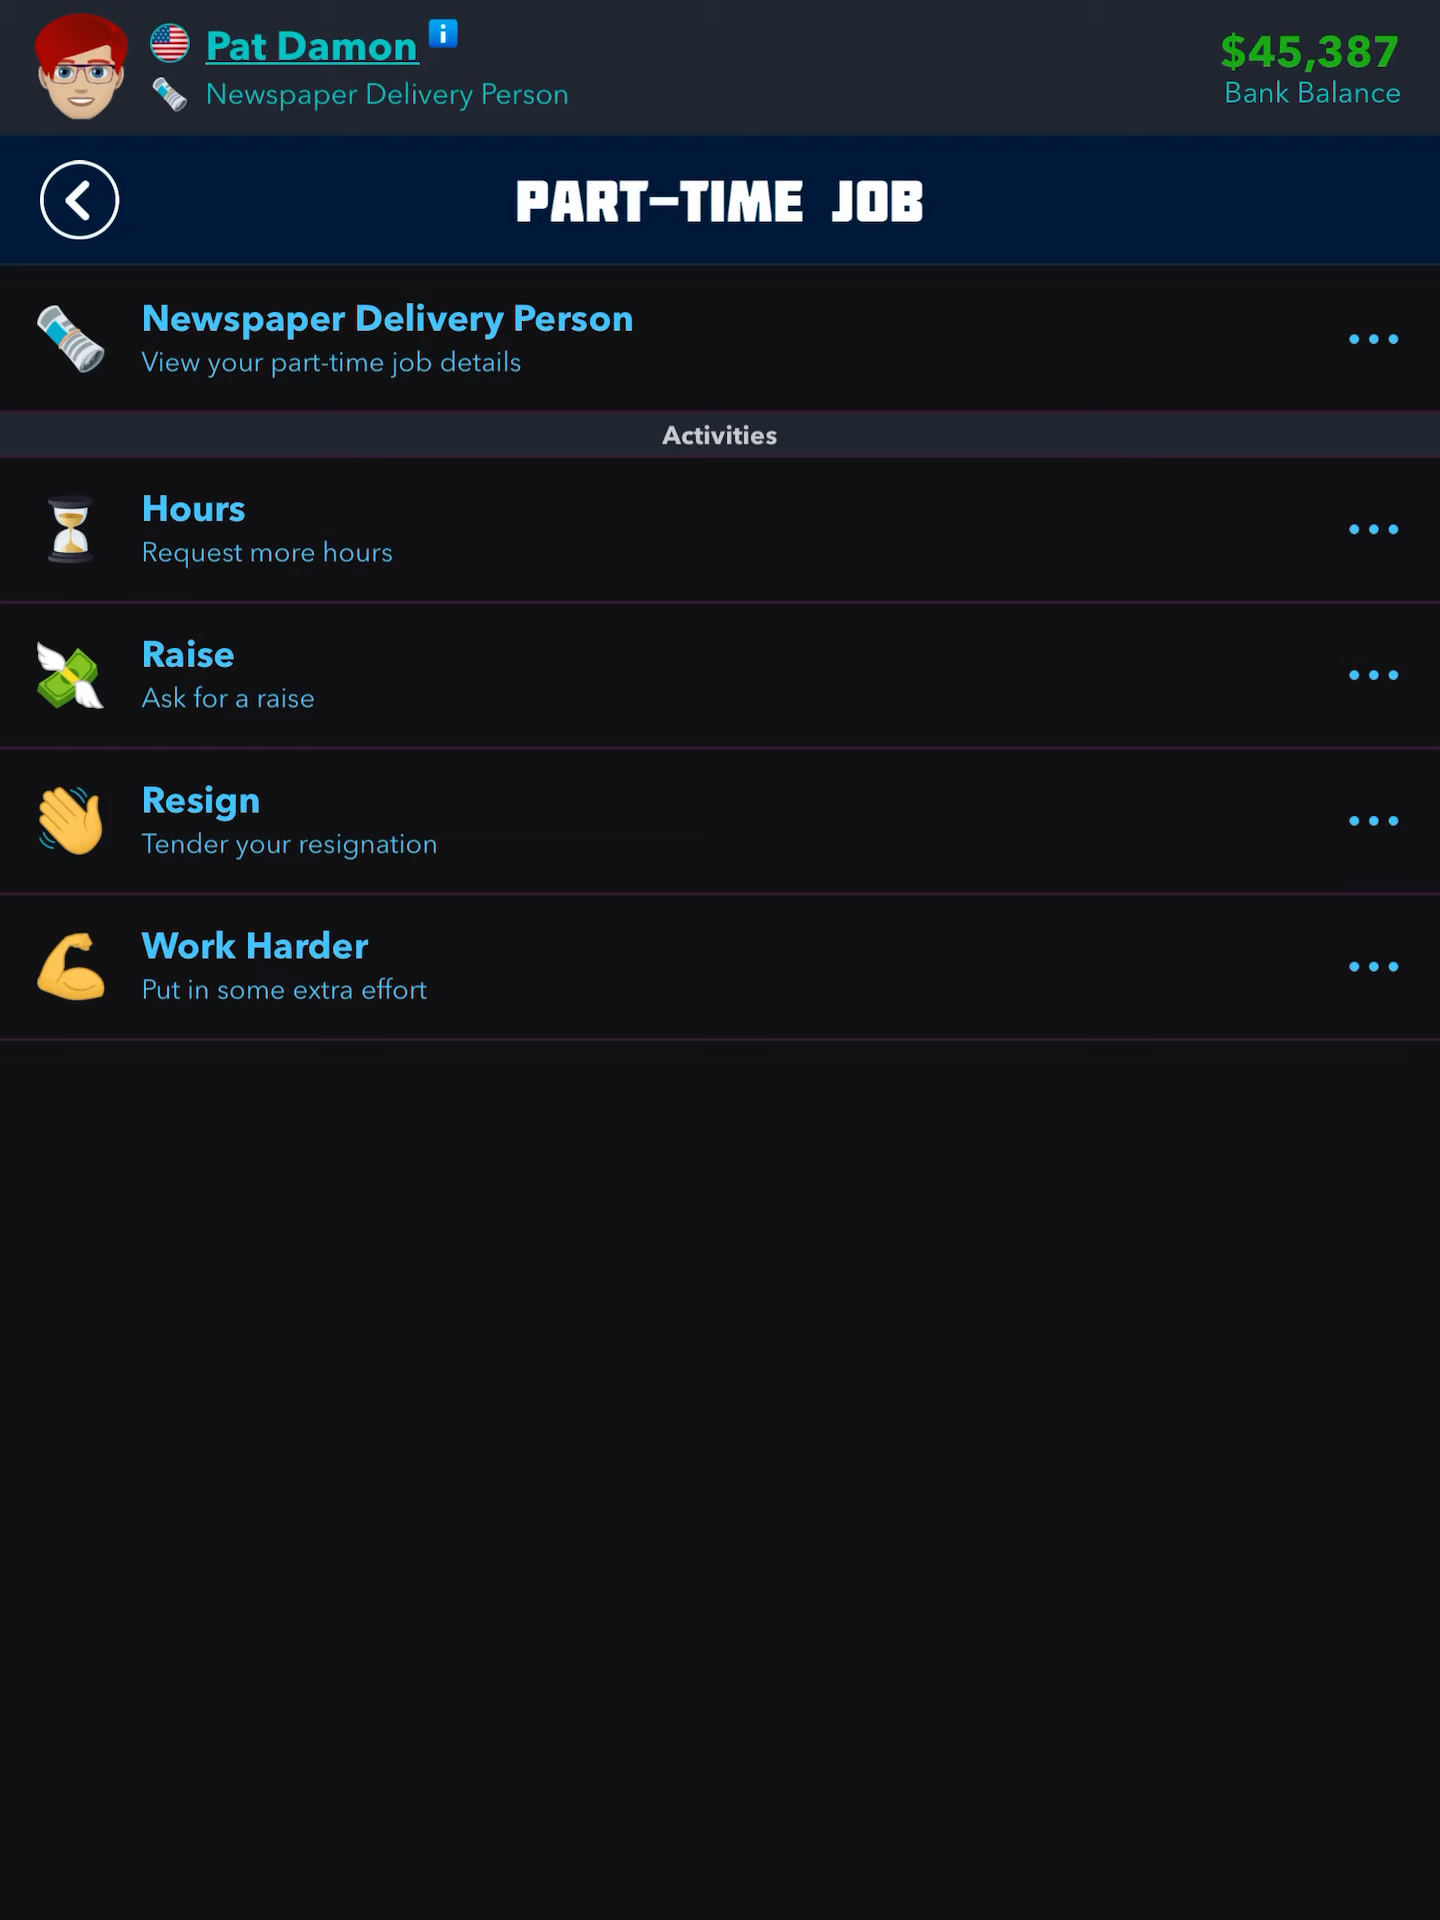 Pat Damon
Newspaper Delivery Person
$45,387
Bank Balance
PART-TIME JOB
Newspaper Delivery Person
View your part-time job details
Activities
Hours
Request more hours
Raise
Ask for a raise
Resign
Tender your resignation
Work Harder
Put in some extra effort